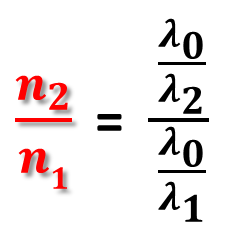 n₂ / n₁ = (λ₀ / λ₂) / (λ₀ / λ₁)